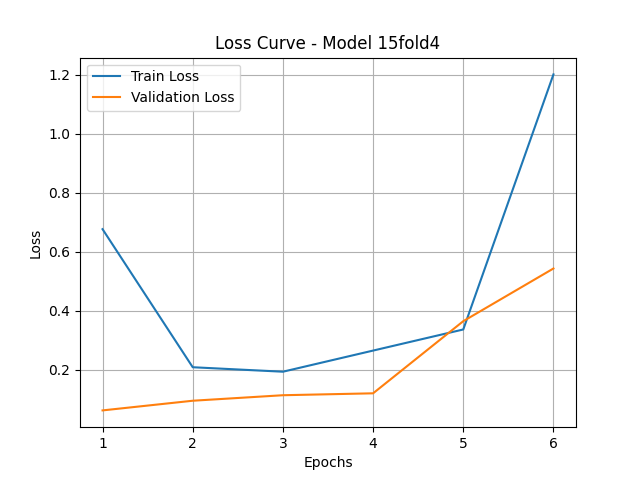 Loss Curve - Model 15fold4
Train Loss
Validation Loss
1.2
1.0
0.8
0.6
0.4
0.2
Loss
1 2 3 4 5 6
Epochs